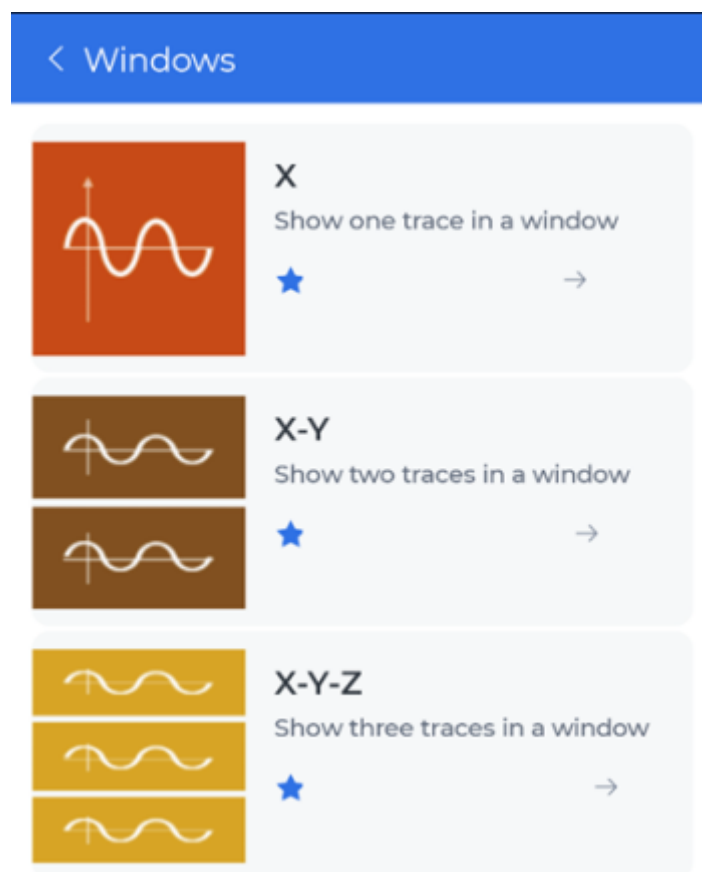 Windows
X
Show one trace in a window
X-Y
Show two traces in a window
X-Y-Z
Show three traces in a window